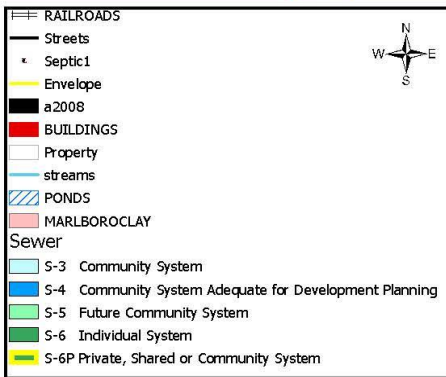 RAILROADS
Streets
Septic1
Envelope
a2008
BUILDINGS
Property
streams
PONDS
MARLBOROCLAY
Sewer
S-3 Community System
S-4 Community System Adequate for Development Planning
S-5 Future Community System
S-6 Individual System
S-6P Private, Shared or Community System
N
W E
S